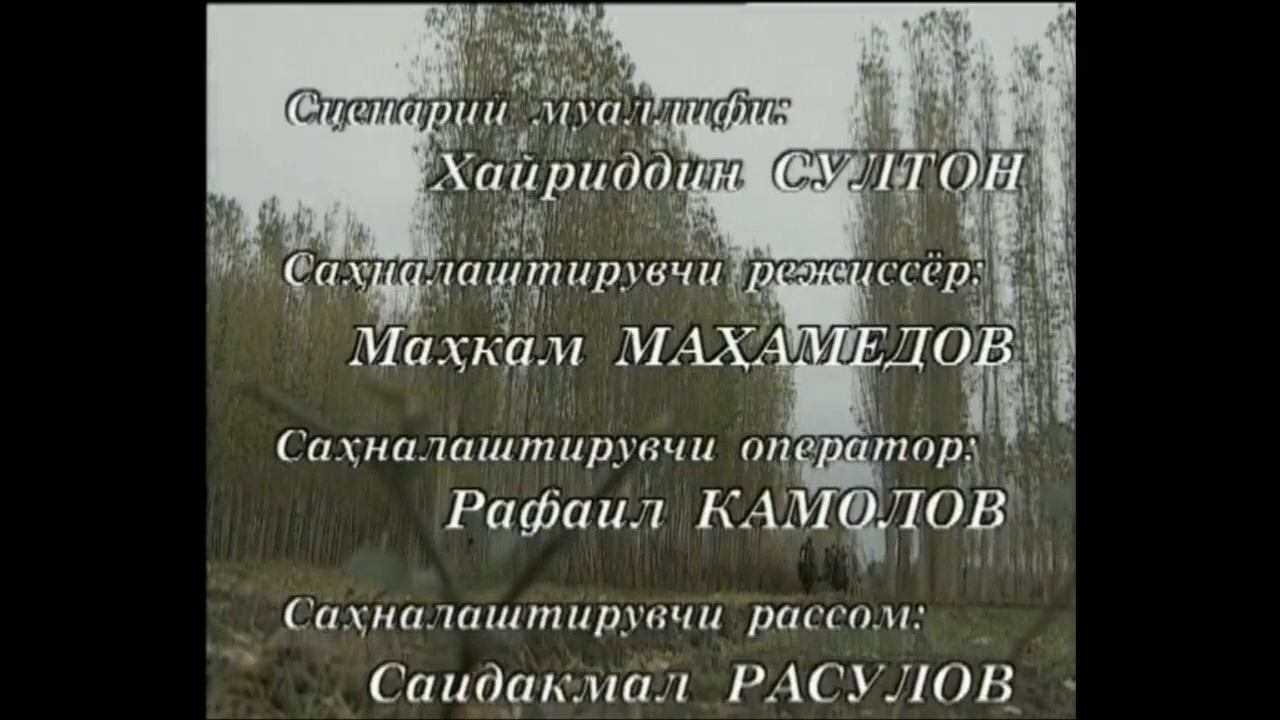 Сценарий муаллифи:
Хайриддин СУЛТОН
Саҳналаштирувчи режиссёр:
Маҳкам МАҲАМЕДОВ
Саҳналаштирувчи оператор:
Рафаил КАМОЛОВ
Саҳналаштирувчи рассом:
Саидакмал РАСУЛОВ